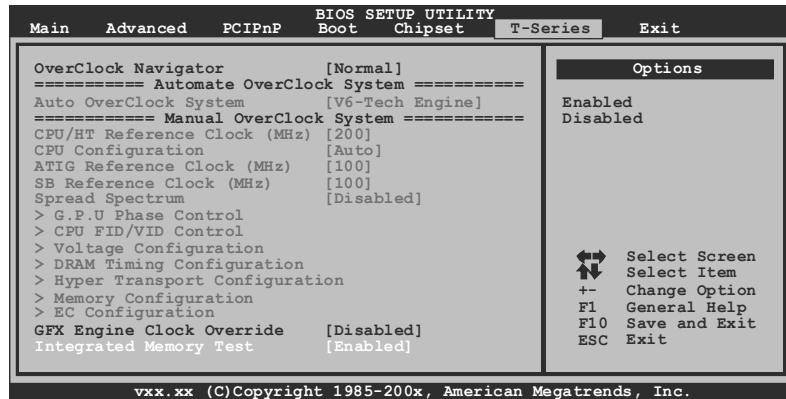 BIOS SETUP UTILITY
Main Advanced PCIPnP Boot Chipset T-Series Exit
OverClock Navigator [Normal]
=========== Automate OverClock System ===========
Auto OverClock System [V6-Tech Engine]
============ Manual OverClock System ============
CPU/HT Reference Clock (MHz) [200]
CPU Configuration [Auto]
ATIG Reference Clock (MHz) [100]
SB Reference Clock (MHz) [100]
Spread Spectrum [Disabled]
> G.P.U Phase Control
> CPU FID/VID Control
> Voltage Configuration
> DRAM Timing Configuration
> Hyper Transport Configuration
> Memory Configuration
> EC Configuration
GFX Engine Clock Override [Disabled]
Integrated Memory Test [Enabled]
Options
Enabled
Disabled
Select Screen
Select Item
+- Change Option
F1 General Help
F10 Save and Exit
ESC Exit
vxx.xx (C)Copyright 1985-200x, American Megatrends, Inc.